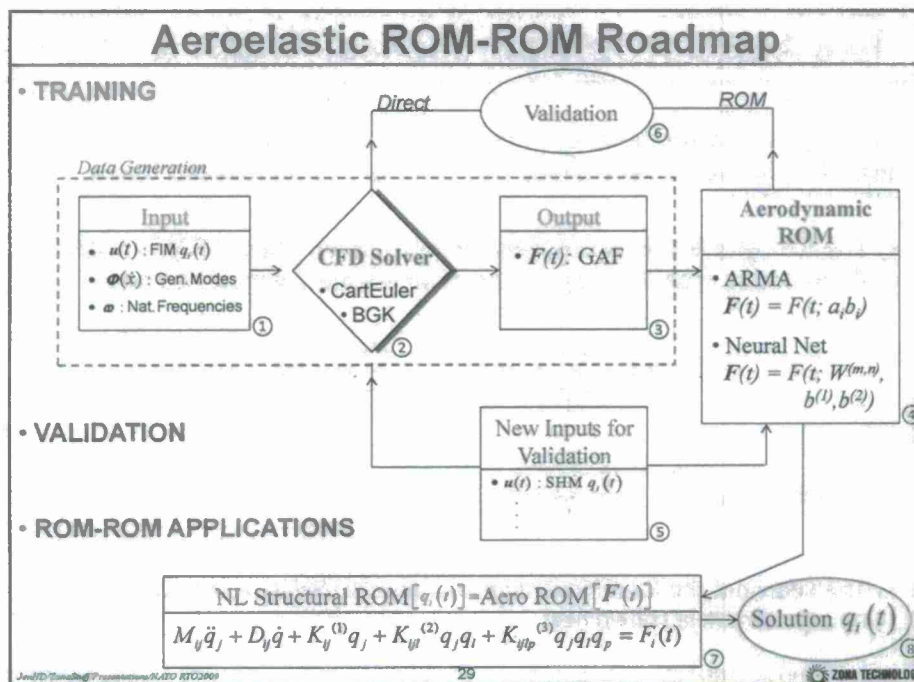 Aeroelastic ROM-ROM Roadmap
• TRAINING
Direct
Validation
ROM
⑥
Data Generation
Input
• u(t) : FIM q_i(t)
• Φ(ẋ) : Gen. Modes
• ω : Nat. Frequencies
①
CFD Solver
• CartEuler
• BGK
②
Output
• F(t): GAF
③
Aerodynamic
ROM
• ARMA
F(t) = F(t; a_i b_i)
• Neural Net
F(t) = F(t; W^(m,n),
b^(1), b^(2))
④
• VALIDATION
New Inputs for
Validation
• u(t) : SHM q_i(t)
⑤
• ROM-ROM APPLICATIONS
NL Structural ROM[q_i(t)]=Aero ROM[F(t)]
M_ij q̈_j + D_ij q̇ + K_ij^(1) q_j + K_ijl^(2) q_j q_l + K_ijlp^(3) q_j q_l q_p = F_i(t)
⑦
Solution q_i(t)
⑧
29
ZONA TECHNOLOG